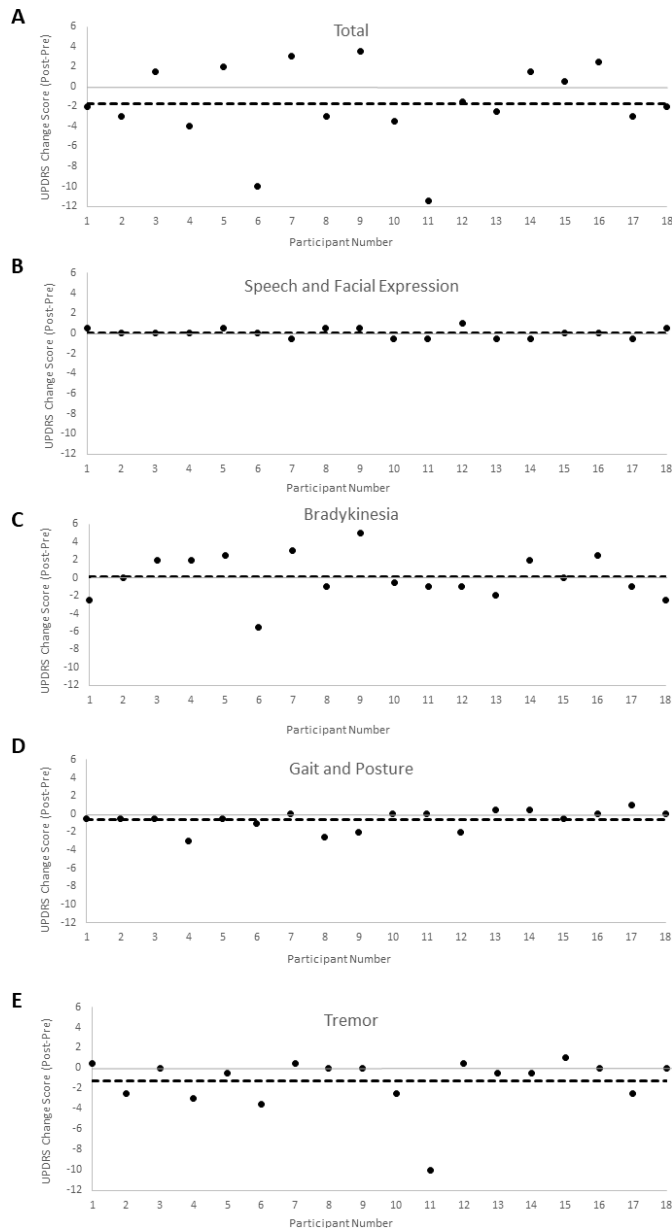 A
Total
UPDRS Change Score (Post-Pre)
6
4
2
0
-2
-4
-6
-8
-10
-12
1 2 3 4 5 6 7 8 9 10 11 12 13 14 15 16 17 18
Participant Number
B
Speech and Facial Expression
UPDRS Change Score (Post-Pre)
6
4
2
0
-2
-4
-6
-8
-10
-12
1 2 3 4 5 6 7 8 9 10 11 12 13 14 15 16 17 18
Participant Number
C
Bradykinesia
UPDRS Change Score (Post-Pre)
6
4
2
0
-2
-4
-6
-8
-10
-12
1 2 3 4 5 6 7 8 9 10 11 12 13 14 15 16 17 18
Participant Number
D
Gait and Posture
UPDRS Change Score (Post-Pre)
6
4
2
0
-2
-4
-6
-8
-10
-12
1 2 3 4 5 6 7 8 9 10 11 12 13 14 15 16 17 18
Participant Number
E
Tremor
UPDRS Change Score (Post-Pre)
6
4
2
0
-2
-4
-6
-8
-10
-12
1 2 3 4 5 6 7 8 9 10 11 12 13 14 15 16 17 18
Participant Number